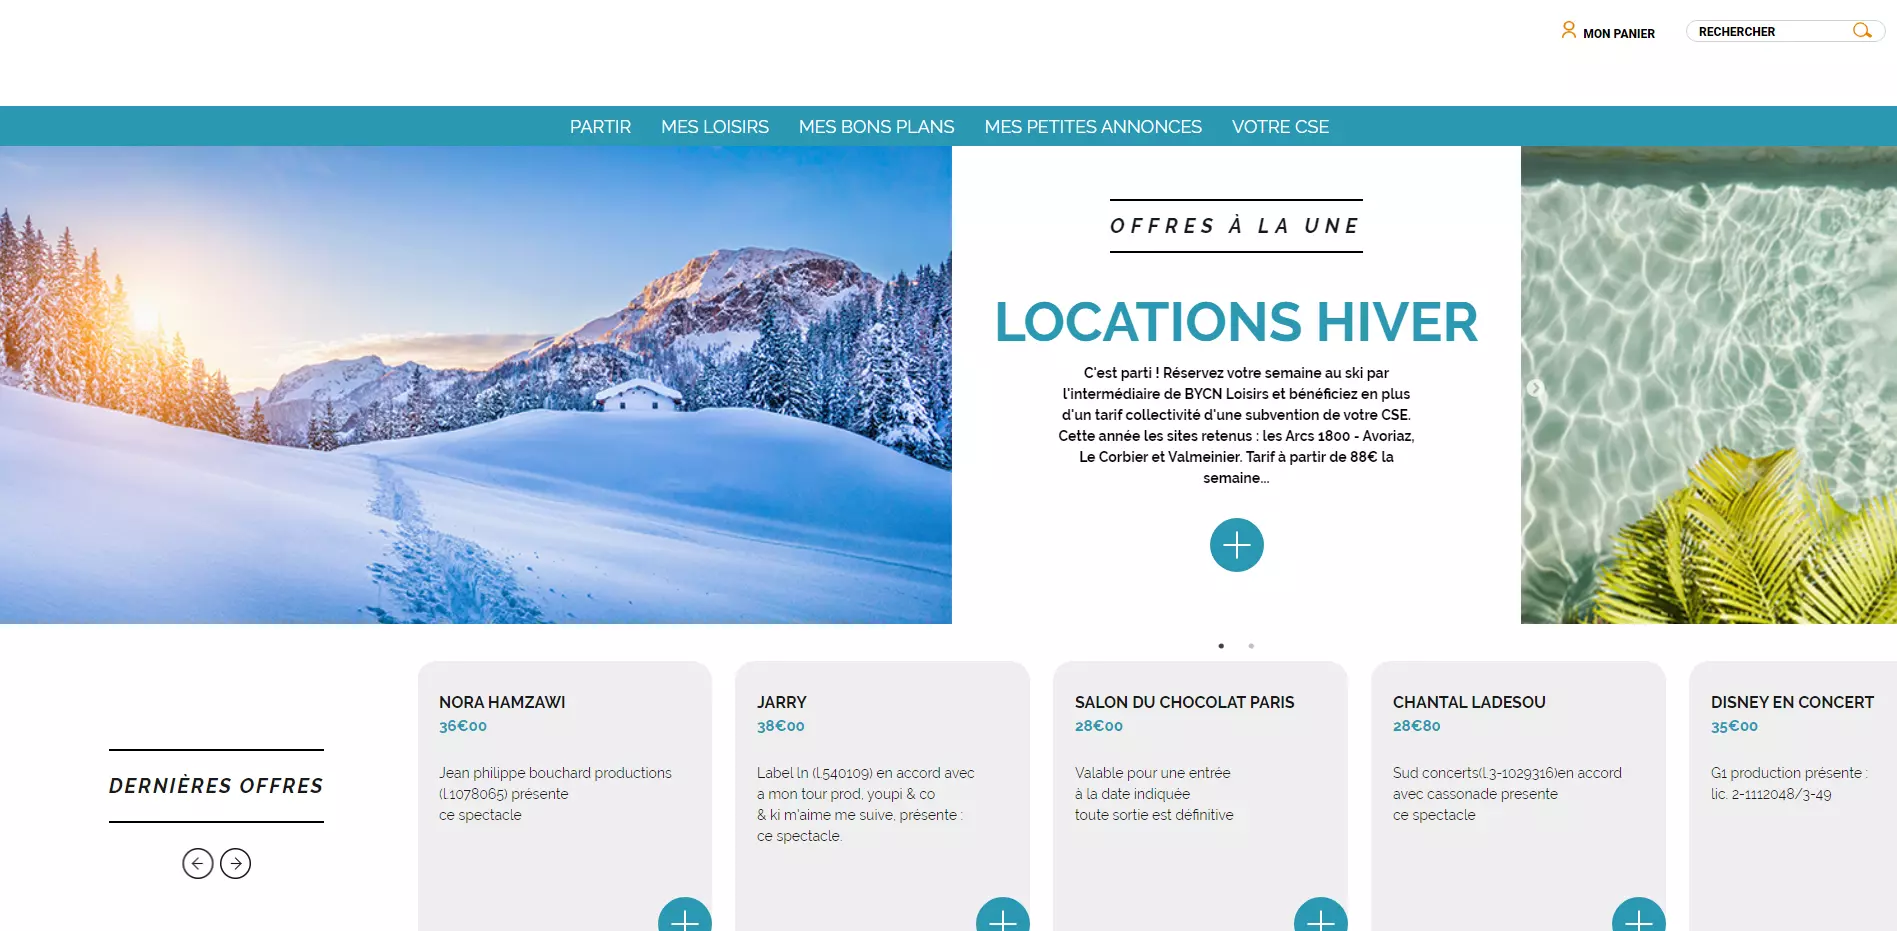 MON PANIER
RECHERCHER
PARTIR
MES LOISIRS
MES BONS PLANS
MES PETITES ANNONCES
VOTRE CSE
OFFRES À LA UNE
LOCATIONS HIVER
C'est parti ! Réservez votre semaine au ski par
l'intermédiaire de BYCN Loisirs et bénéficiez en plus
d'un tarif collectivité d'une subvention de votre CSE.
Cette année les sites retenus : les Arcs 1800 - Avoriaz,
Le Corbier et Valmeinier. Tarif à partir de 88€ la
semaine...
DERNIÈRES OFFRES
NORA HAMZAWI
36€00
Jean philippe bouchard productions
(l.1078065) présente
ce spectacle
JARRY
38€00
Label ln (l.540109) en accord avec
a mon tour prod, youpi & co
& ki m'aime me suive, présente :
ce spectacle.
SALON DU CHOCOLAT PARIS
28€00
Valable pour une entrée
à la date indiquée
toute sortie est définitive
CHANTAL LADESOU
28€80
Sud concerts(l.3-1029316)en accord
avec cassonade presente
ce spectacle
DISNEY EN CONCERT
35€00
G1 production présente :
lic. 2-1112048/3-49